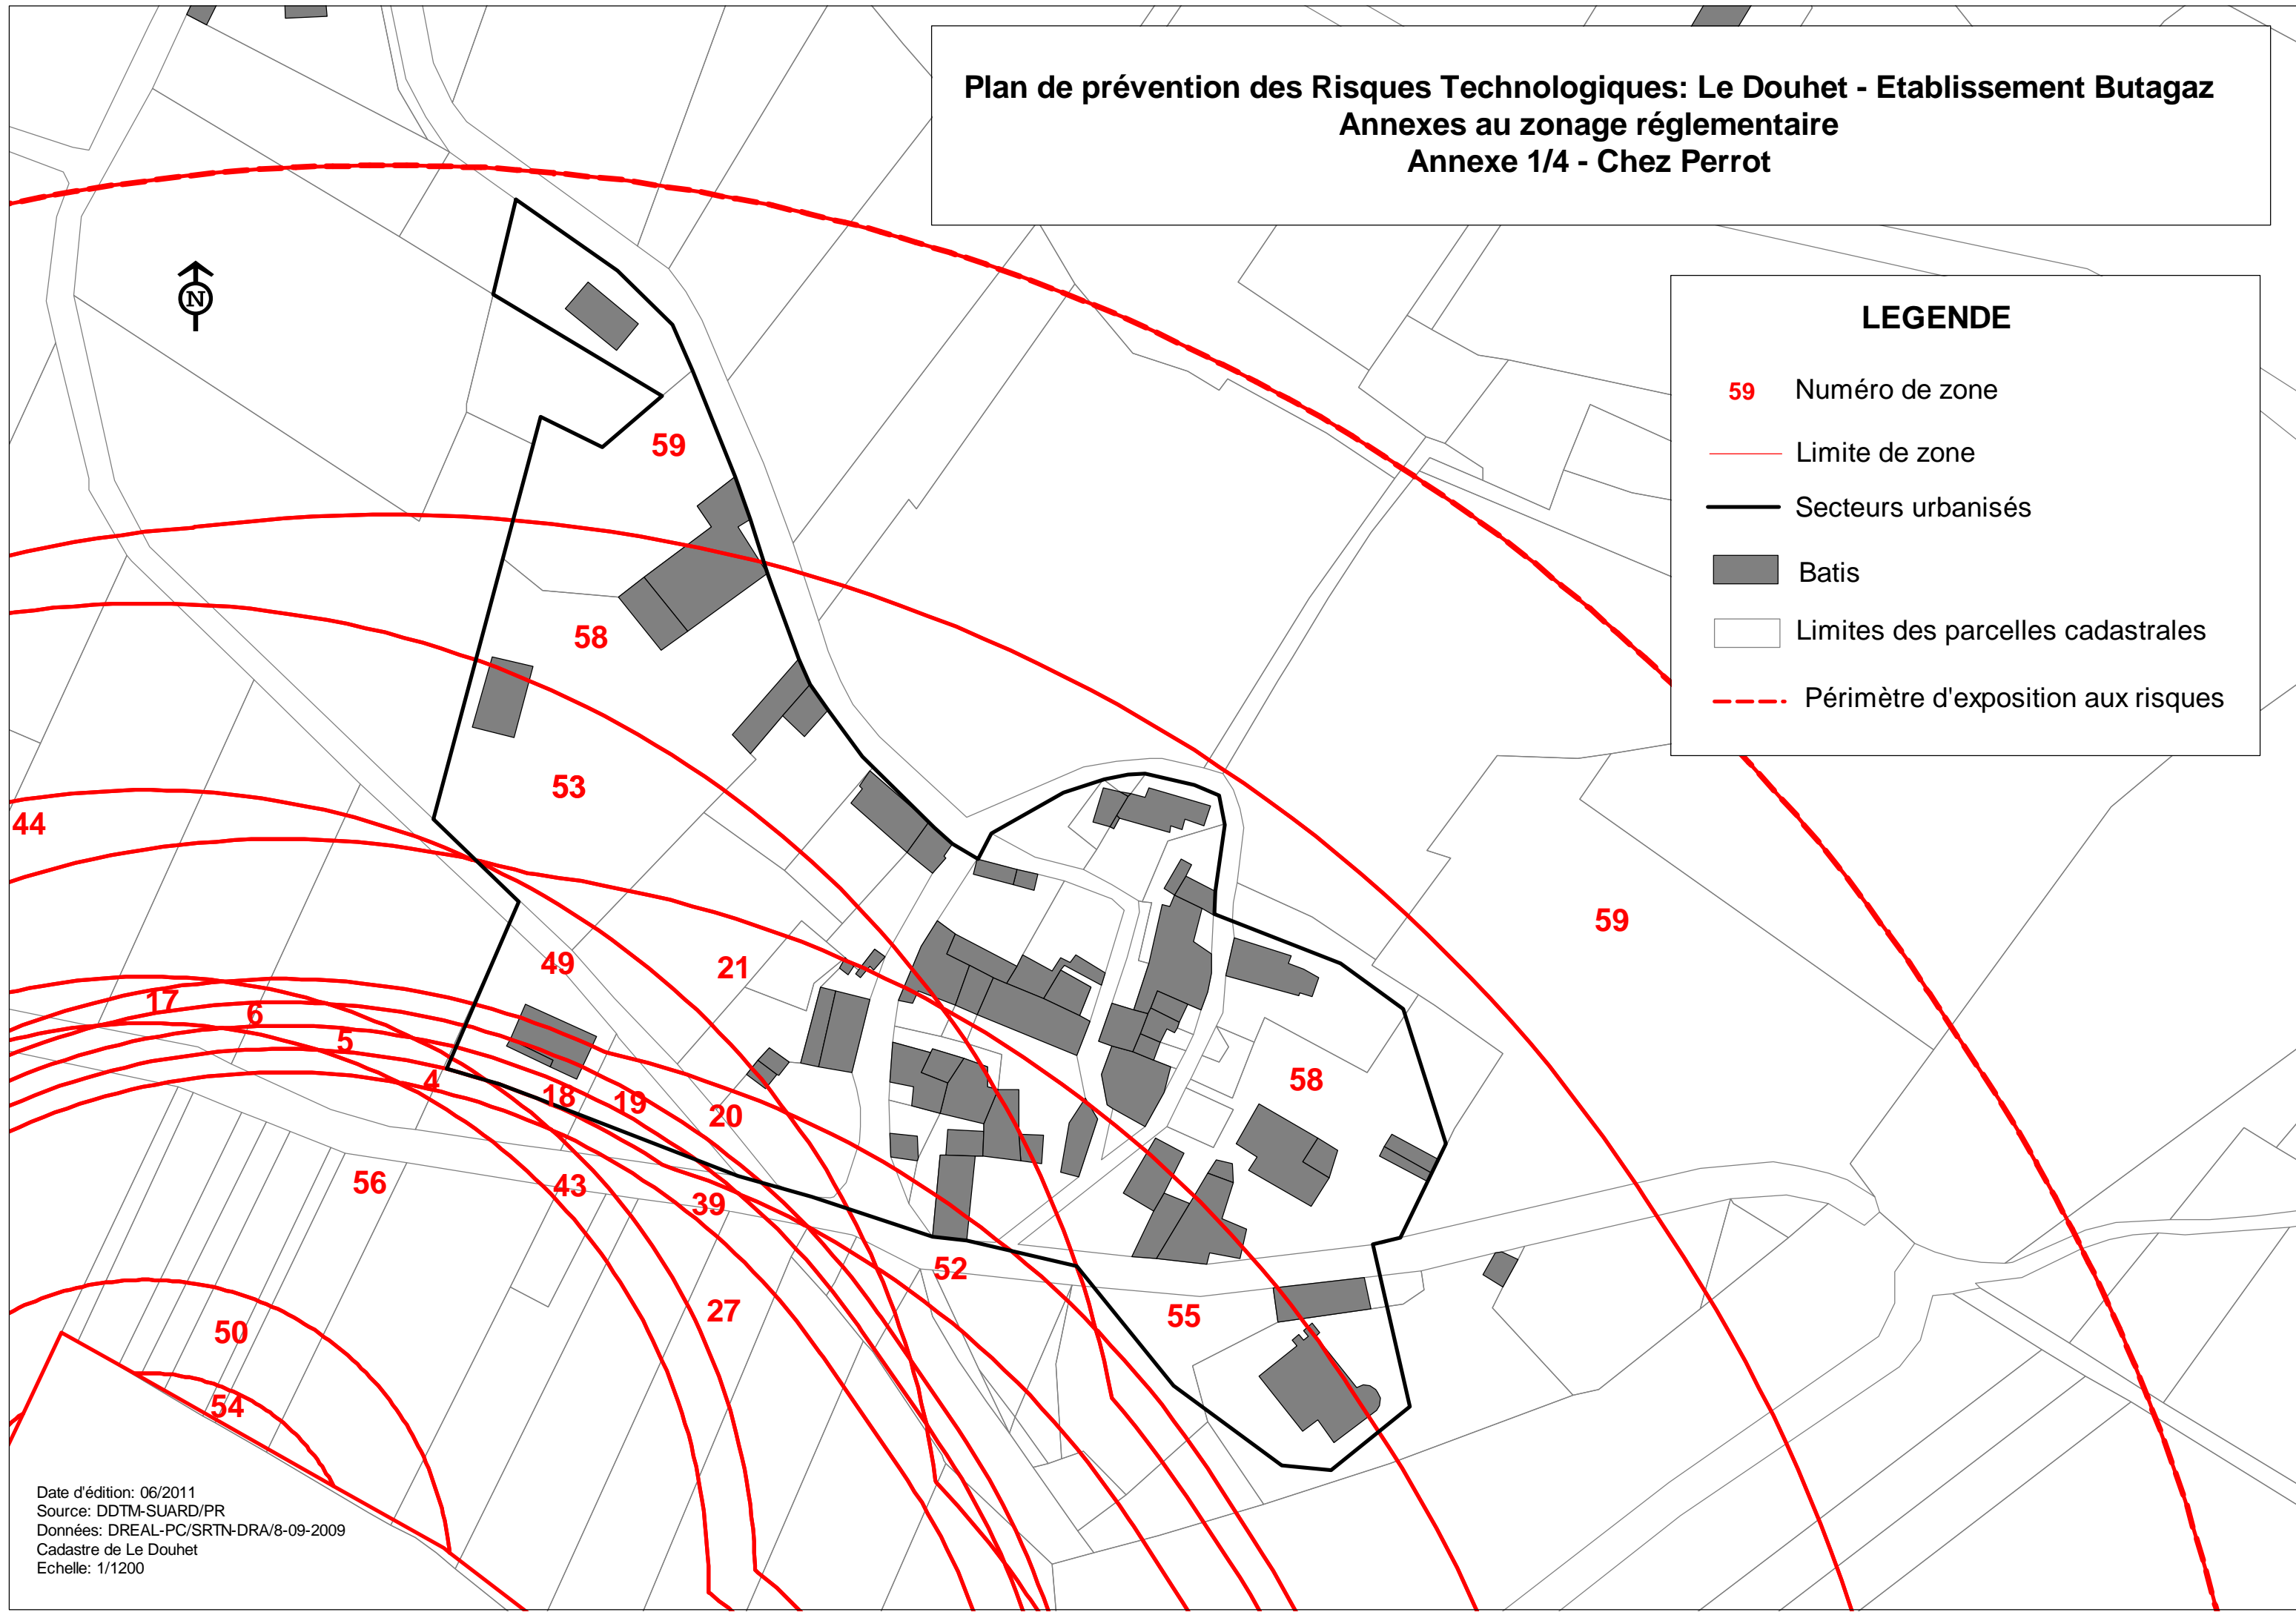 Plan de prévention des Risques Technologiques: Le Douhet - Etablissement Butagaz
Annexes au zonage réglementaire
Annexe 1/4 - Chez Perrot
N
LEGENDE
59 Numéro de zone
Limite de zone
Secteurs urbanisés
Batis
Limites des parcelles cadastrales
Périmètre d'exposition aux risques
59
58
53
44
59
49
21
17
6
5
4
18
19
20
58
56
43
39
52
27
55
50
54
Date d'édition: 06/2011
Source: DDTM-SUARD/PR
Données: DREAL-PC/SRTN-DRA/8-09-2009
Cadastre de Le Douhet
Echelle: 1/1200